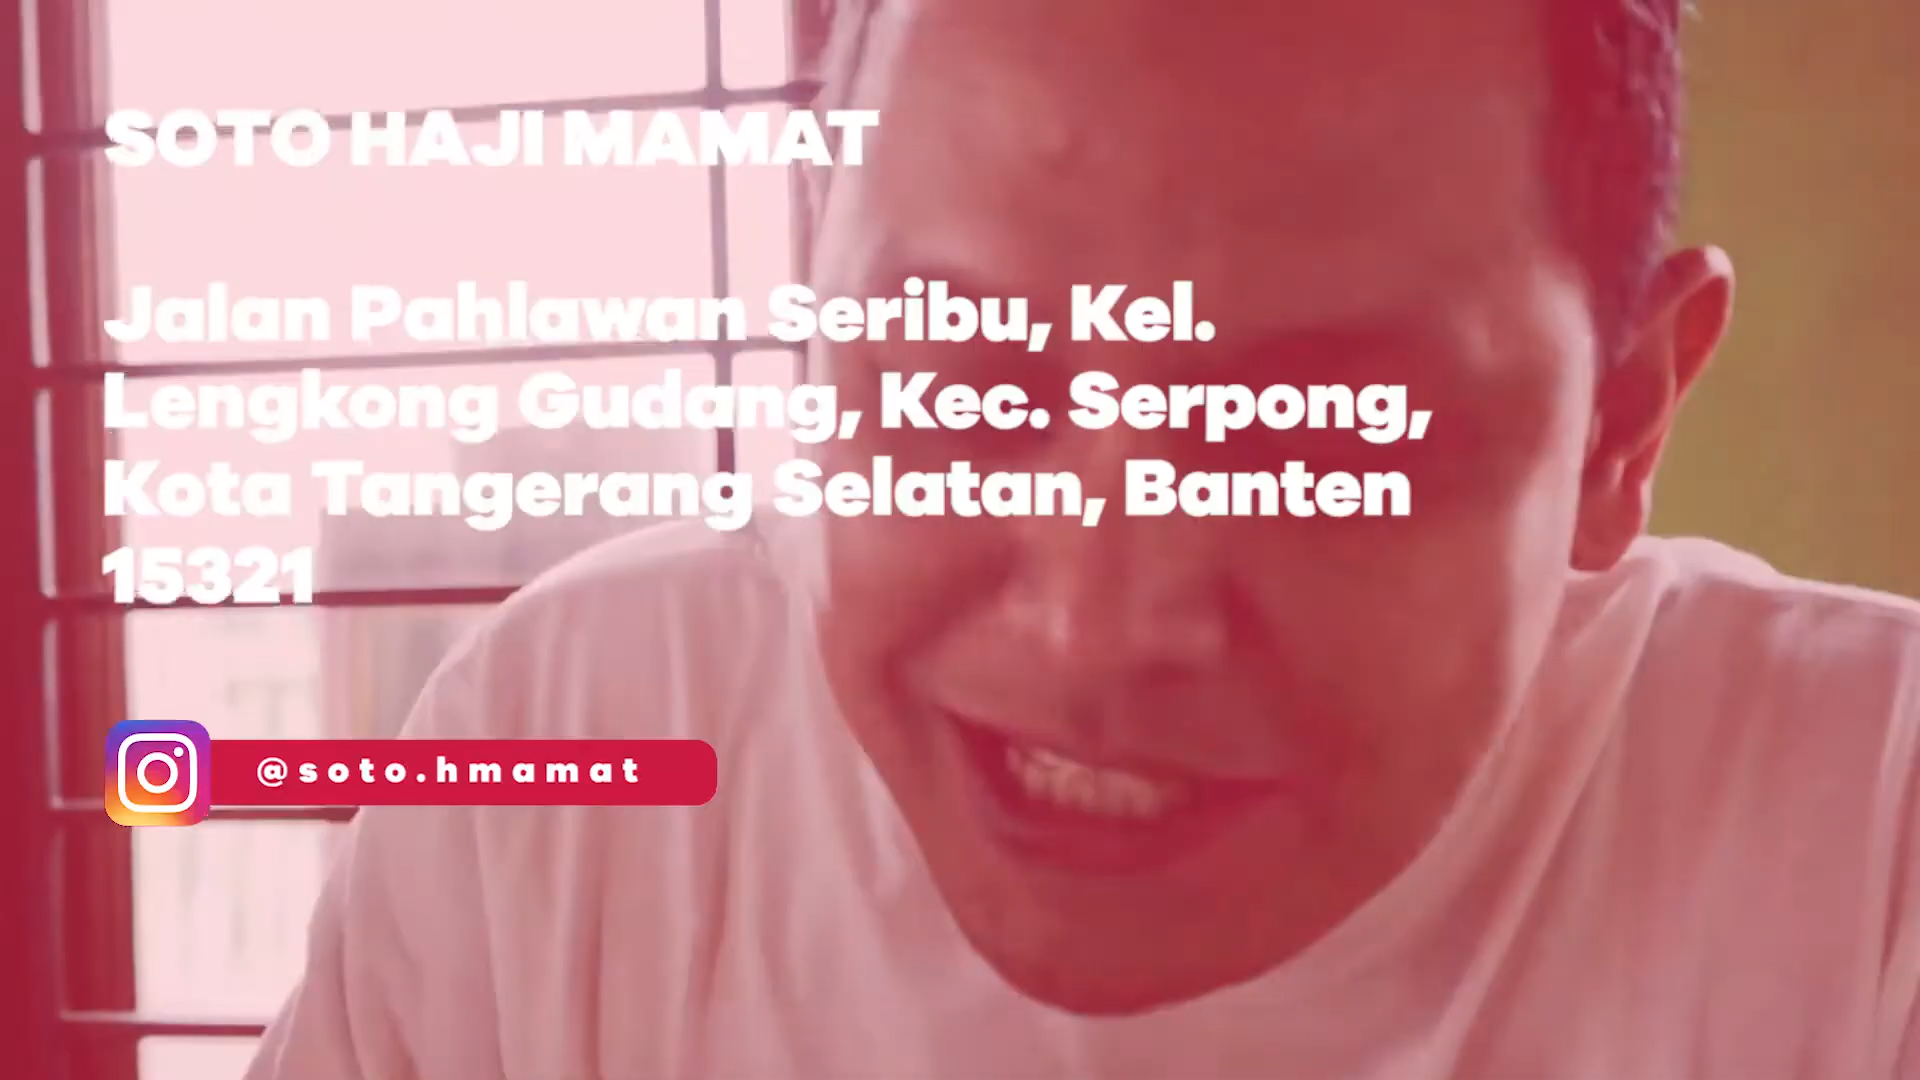 SOTO HAJI MAMAT
Jalan Pahlawan Seribu, Kel.
Lengkong Gudang, Kec. Serpong,
Kota Tangerang Selatan, Banten
15321
@soto.hmamat